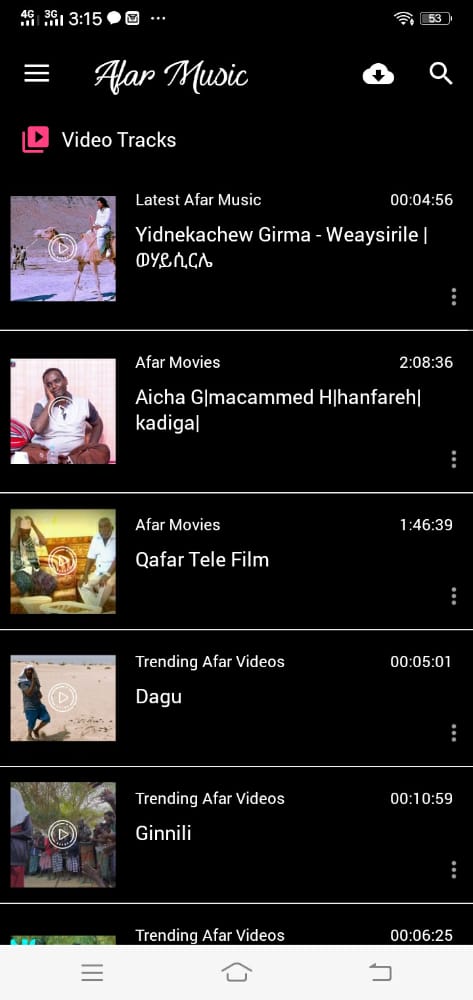 4G 3G 3:15 53
Afar Music
Video Tracks
Latest Afar Music 00:04:56
Yidnekachew Girma - Weaysirile |
ወሃይሲርሌ
Afar Movies 2:08:36
Aicha G|macammed H|hanfareh|
kadiga|
Afar Movies 1:46:39
Qafar Tele Film
Trending Afar Videos 00:05:01
Dagu
Trending Afar Videos 00:10:59
Ginnili
Trending Afar Videos 00:06:25